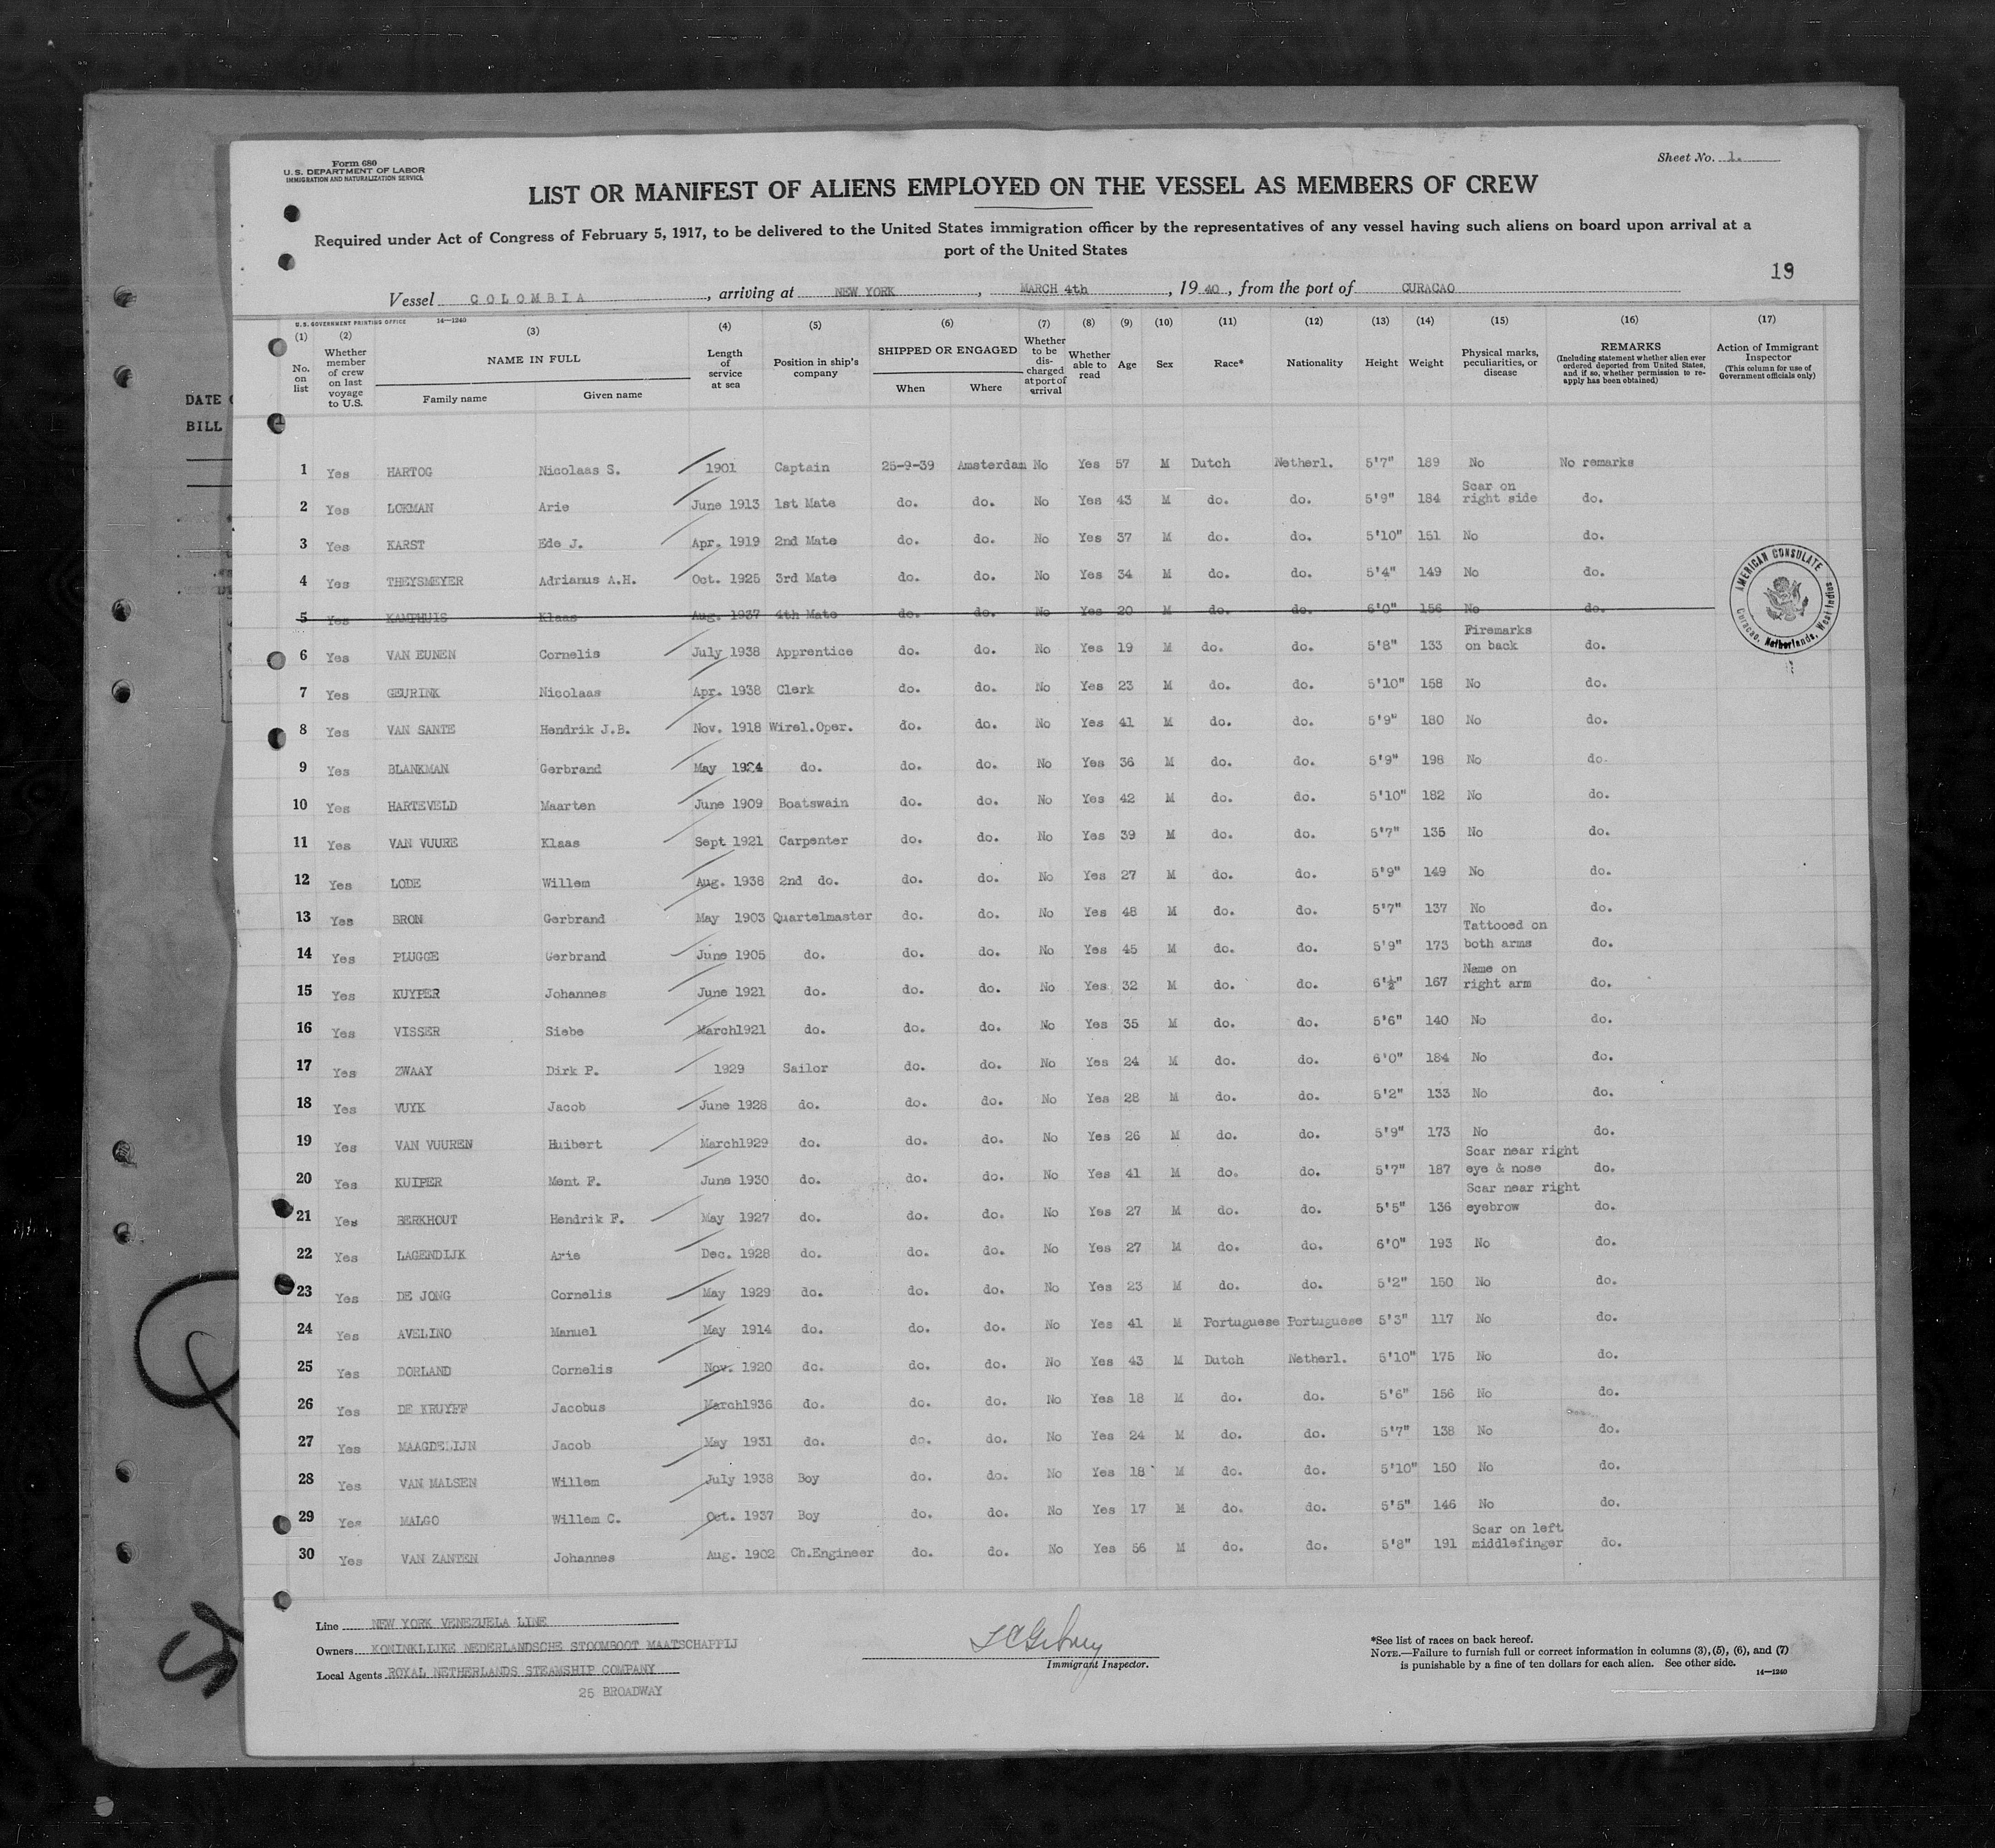 Form 680
U. S. DEPARTMENT OF LABOR
IMMIGRATION AND NATURALIZATION SERVICE
Sheet No. 1.
LIST OR MANIFEST OF ALIENS EMPLOYED ON THE VESSEL AS MEMBERS OF CREW
Required under Act of Congress of February 5, 1917, to be delivered to the United States immigration officer by the representatives of any vessel having such aliens on board upon arrival at a
port of the United States
19
Vessel COLOMBIA, arriving at NEW YORK, MARCH 4th, 1940, from the port of CURACAO
U. S. GOVERNMENT PRINTING OFFICE 14—1240
DATE
BILL
(1) No. on list
(2) Whether member of crew on last voyage to U.S.
(3) NAME IN FULL
Family name Given name
(4) Length of service at sea
(5) Position in ship's company
(6) SHIPPED OR ENGAGED
When Where
(7) Whether to be discharged at port of arrival
(8) Whether able to read
(9) Age
(10) Sex
(11) Race*
(12) Nationality
(13) Height
(14) Weight
(15) Physical marks, peculiarities, or disease
(16) REMARKS
(Including statement whether alien ever ordered deported from United States, and if so, whether permission to re-apply has been obtained)
(17) Action of Immigrant Inspector
(This column for use of Government officials only)
1 Yes HARTOG Nicolaas S. 1901 Captain 25-9-39 Amsterdam No Yes 57 M Dutch Netherl. 5'7" 189 No No remarks
2 Yes LOKMAN Arie June 1913 1st Mate do. do. No Yes 43 M do. do. 5'9" 184 Scar on right side do.
3 Yes KARST Ede J. Apr. 1919 2nd Mate do. do. No Yes 37 M do. do. 5'10" 151 No do.
4 Yes THEYSMEYER Adrianus A.H. Oct. 1925 3rd Mate do. do. No Yes 34 M do. do. 5'4" 149 No do.
5 Yes KAMPHUIS Klaas Aug. 1937 4th Mate do. do. No Yes 20 M do. do. 6'0" 156 No do.
6 Yes VAN EUNEN Cornelis July 1938 Apprentice do. do. No Yes 19 M do. do. 5'8" 133 Firemarks on back do.
7 Yes GEURINK Nicolaas Apr. 1938 Clerk do. do. No Yes 23 M do. do. 5'10" 158 No do.
8 Yes VAN SANTE Hendrik J.B. Nov. 1918 Wirel.Oper. do. do. No Yes 41 M do. do. 5'9" 180 No do.
9 Yes BLANKMAN Gerbrand May 1924 do. do. do. No Yes 36 M do. do. 5'9" 198 No do.
10 Yes HARTEVELD Maarten June 1909 Boatswain do. do. No Yes 42 M do. do. 5'10" 182 No do.
11 Yes VAN VUURE Klaas Sept 1921 Carpenter do. do. No Yes 39 M do. do. 5'7" 135 No do.
12 Yes LODE Willem Aug. 1938 2nd do. do. do. No Yes 27 M do. do. 5'9" 149 No do.
13 Yes BRON Gerbrand May 1903 Quartelmaster do. do. No Yes 48 M do. do. 5'7" 137 No do.
14 Yes PLUGGE Gerbrand June 1905 do. do. do. No Yes 45 M do. do. 5'9" 173 Tattooed on both arms do.
15 Yes KUYPER Johannes June 1921 do. do. do. No Yes 32 M do. do. 6'½" 167 Name on right arm do.
16 Yes VISSER Siebe March1921 do. do. do. No Yes 35 M do. do. 5'6" 140 No do.
17 Yes ZWAAY Dirk P. 1929 Sailor do. do. No Yes 24 M do. do. 6'0" 184 No do.
18 Yes VUYK Jacob June 1928 do. do. do. No Yes 28 M do. do. 5'2" 133 No do.
19 Yes VAN VUUREN Huibert March1929 do. do. do. No Yes 26 M do. do. 5'9" 173 No do.
20 Yes KUIPER Ment F. June 1930 do. do. do. No Yes 41 M do. do. 5'7" 187 Scar near right eye & nose do.
21 Yes BERKHOUT Hendrik F. May 1927 do. do. do. No Yes 27 M do. do. 5'5" 136 Scar near right eyebrow do.
22 Yes LAGENDIJK Arie Dec. 1928 do. do. do. No Yes 27 M do. do. 6'0" 193 No do.
23 Yes DE JONG Cornelis May 1929 do. do. do. No Yes 23 M do. do. 5'2" 150 No do.
24 Yes AVELINO Manuel May 1914 do. do. do. No Yes 41 M Portuguese Portuguese 5'3" 117 No do.
25 Yes DORLAND Cornelis Nov. 1920 do. do. do. No Yes 43 M Dutch Netherl. 5'10" 175 No do.
26 Yes DE KRUYFF Jacobus March1936 do. do. do. No Yes 18 M do. do. 5'6" 156 No do.
27 Yes MAAGDELIJN Jacob May 1931 do. do. do. No Yes 24 M do. do. 5'7" 138 No do.
28 Yes VAN MALSEN Willem July 1938 Boy do. do. No Yes 18 M do. do. 5'10" 150 No do.
29 Yes MALGO Willem C. Oct. 1937 Boy do. do. No Yes 17 M do. do. 5'5" 146 No do.
30 Yes VAN ZANTEN Johannes Aug. 1902 Ch.Engineer do. do. No Yes 56 M do. do. 5'8" 191 Scar on left middlefinger do.
AMERICAN CONSULATE
Curacao, Netherlands, West Indies
Line NEW YORK VENEZUELA LINE
Owners KONINKLIJKE NEDERLANDSCHE STOOMBOOT MAATSCHAPPIJ
Local Agents ROYAL NETHERLANDS STEAMSHIP COMPANY
25 BROADWAY
Immigrant Inspector.
*See list of races on back hereof.
NOTE.—Failure to furnish full or correct information in columns (3), (5), (6), and (7)
is punishable by a fine of ten dollars for each alien. See other side.
14—1240